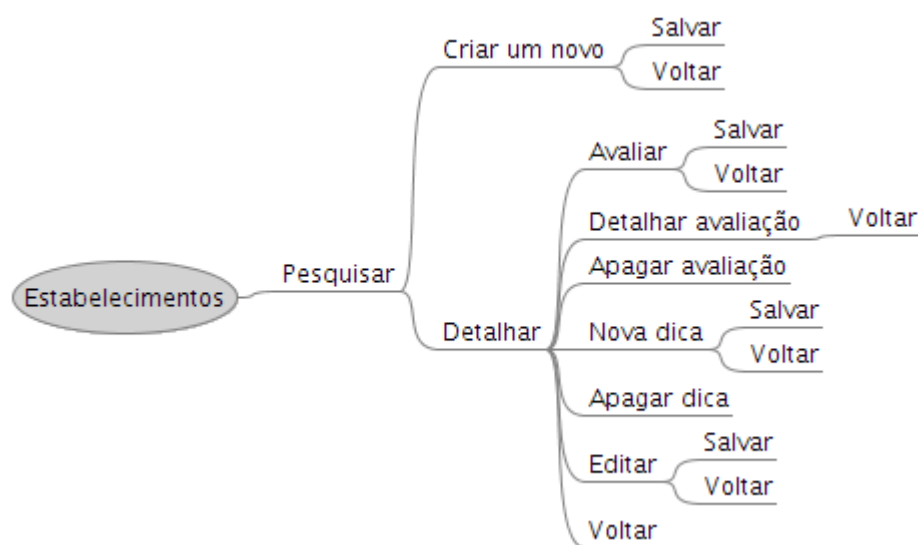 Salvar
Criar um novo
Voltar
Salvar
Avaliar
Voltar
Detalhar avaliação
Voltar
Pesquisar
Apagar avaliação
Estabelecimentos
Salvar
Detalhar
Nova dica
Voltar
Apagar dica
Salvar
Editar
Voltar
Voltar